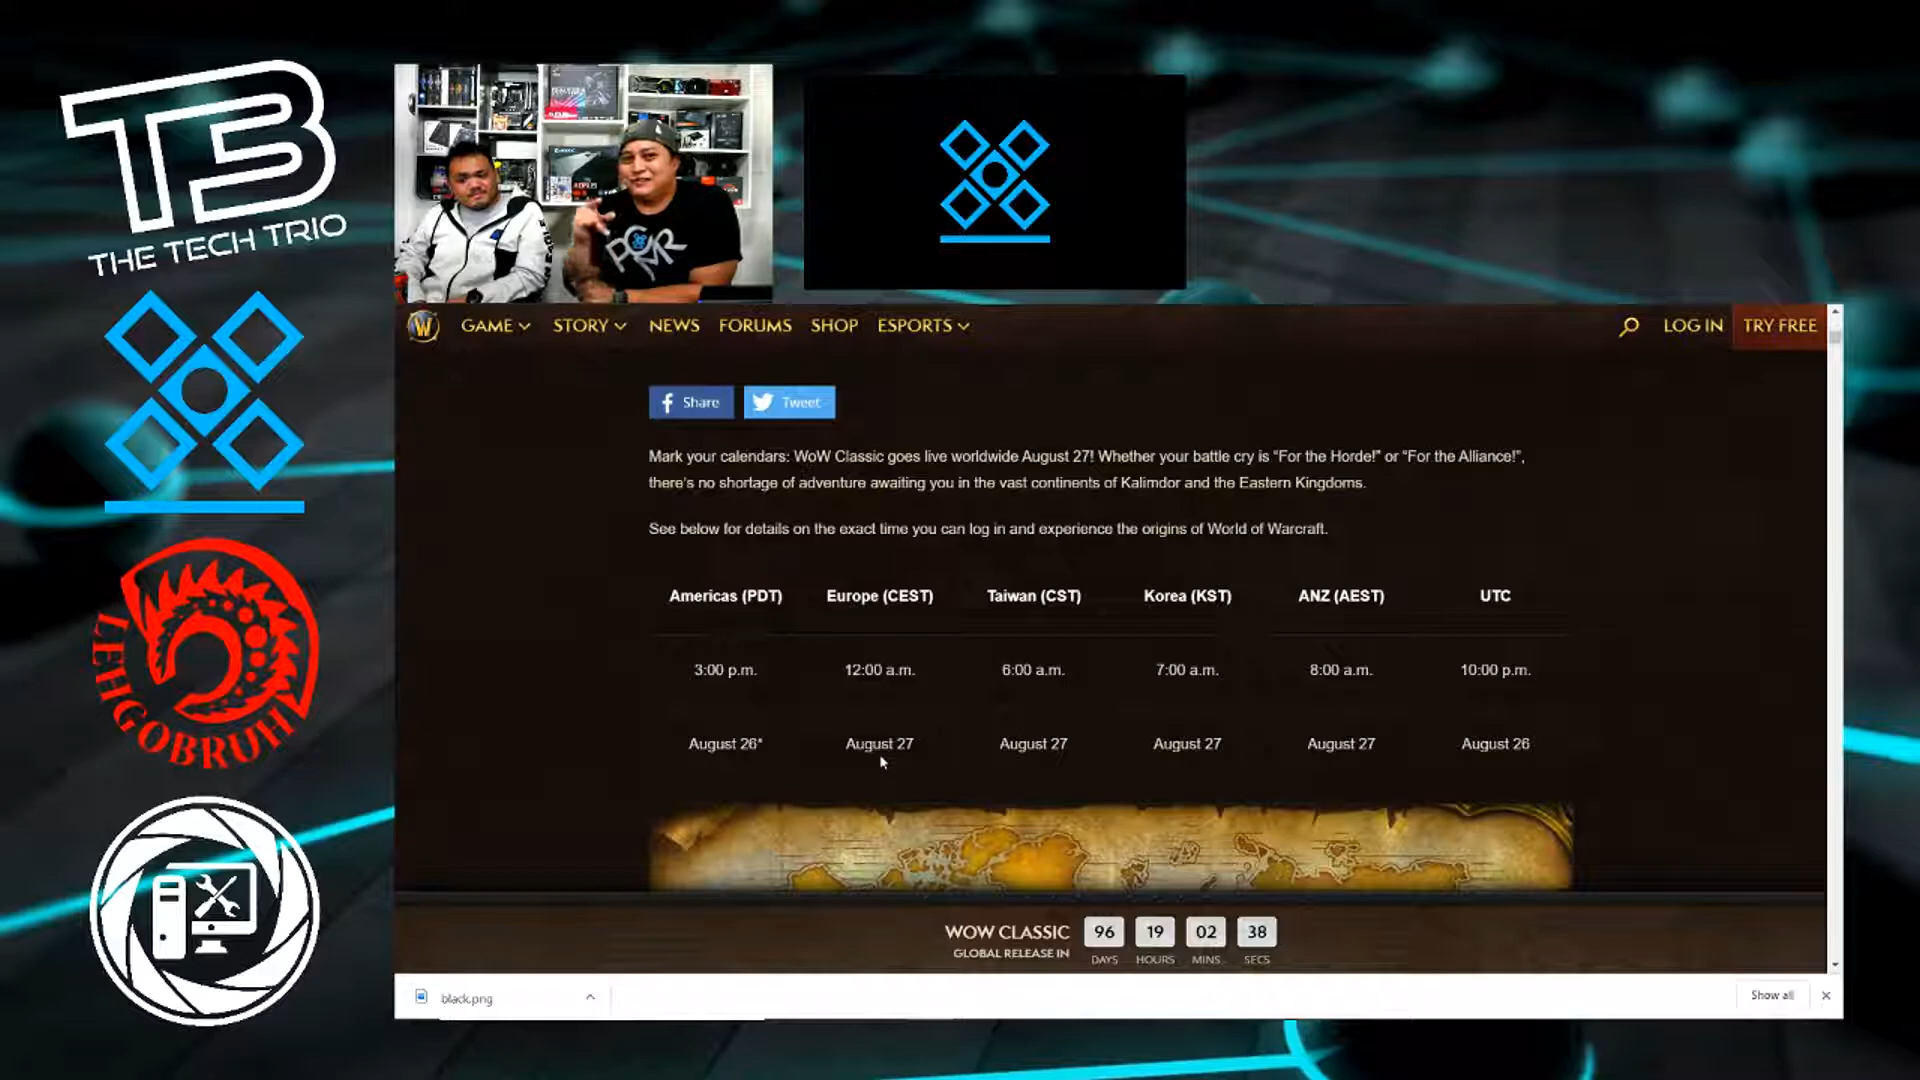 T3
THE TECH TRIO
LEHGOBRUH
PCMR
GAME STORY NEWS FORUMS SHOP ESPORTS LOG IN TRY FREE
Share Tweet
Mark your calendars: WoW Classic goes live worldwide August 27! Whether your battle cry is “For the Horde!” or “For the Alliance!”,
there's no shortage of adventure awaiting you in the vast continents of Kalimdor and the Eastern Kingdoms.
See below for details on the exact time you can log in and experience the origins of World of Warcraft.
Americas (PDT) Europe (CEST) Taiwan (CST) Korea (KST) ANZ (AEST) UTC
3:00 p.m. 12:00 a.m. 6:00 a.m. 7:00 a.m. 8:00 a.m. 10:00 p.m.
August 26* August 27 August 27 August 27 August 27 August 26
WOW CLASSIC 96 19 02 38
GLOBAL RELEASE IN DAYS HOURS MINS SECS
black.png Show all